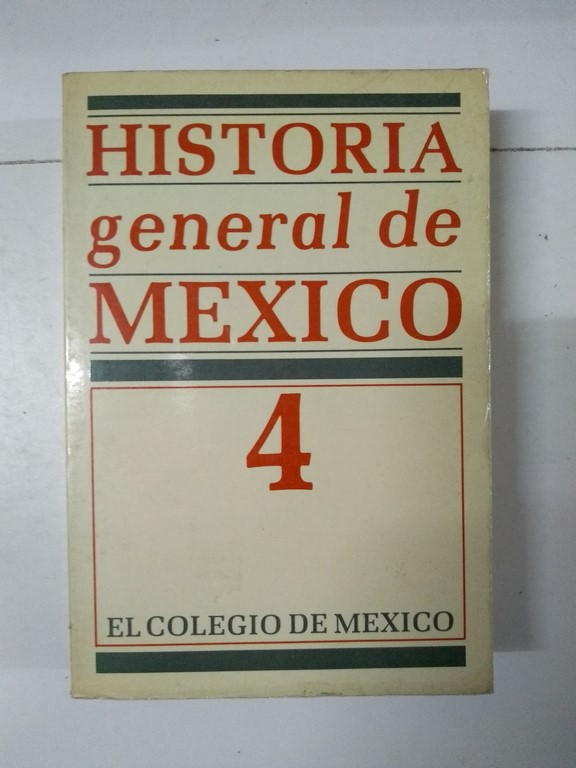 HISTORIA
general de
MEXICO
4
EL COLEGIO DE MEXICO